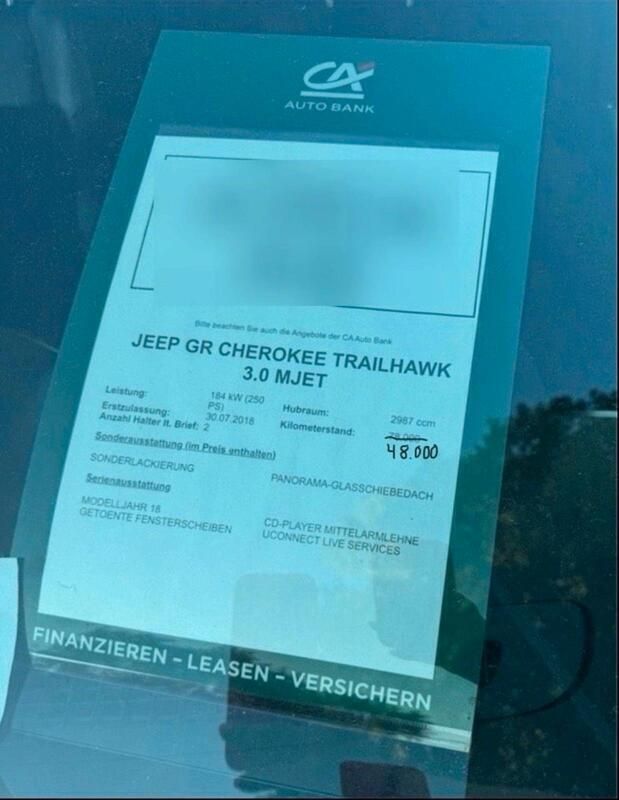 CA
AUTO BANK
Bitte beachten Sie auch die Angebote der CA Auto Bank
JEEP GR CHEROKEE TRAILHAWK
3.0 MJET
Leistung: 184 kW (250 PS) Hubraum: 2987 ccm
Erstzulassung: 30.07.2018 Kilometerstand: 78.000
Anzahl Halter lt. Brief: 2 48.000
Sonderausstattung (im Preis enthalten)
SONDERLACKIERUNG PANORAMA-GLASSCHIEBEDACH
Serienausstattung
MODELLJAHR 18 CD-PLAYER MITTELARMLEHNE
GETOENTE FENSTERSCHEIBEN UCONNECT LIVE SERVICES
FINANZIEREN – LEASEN – VERSICHERN